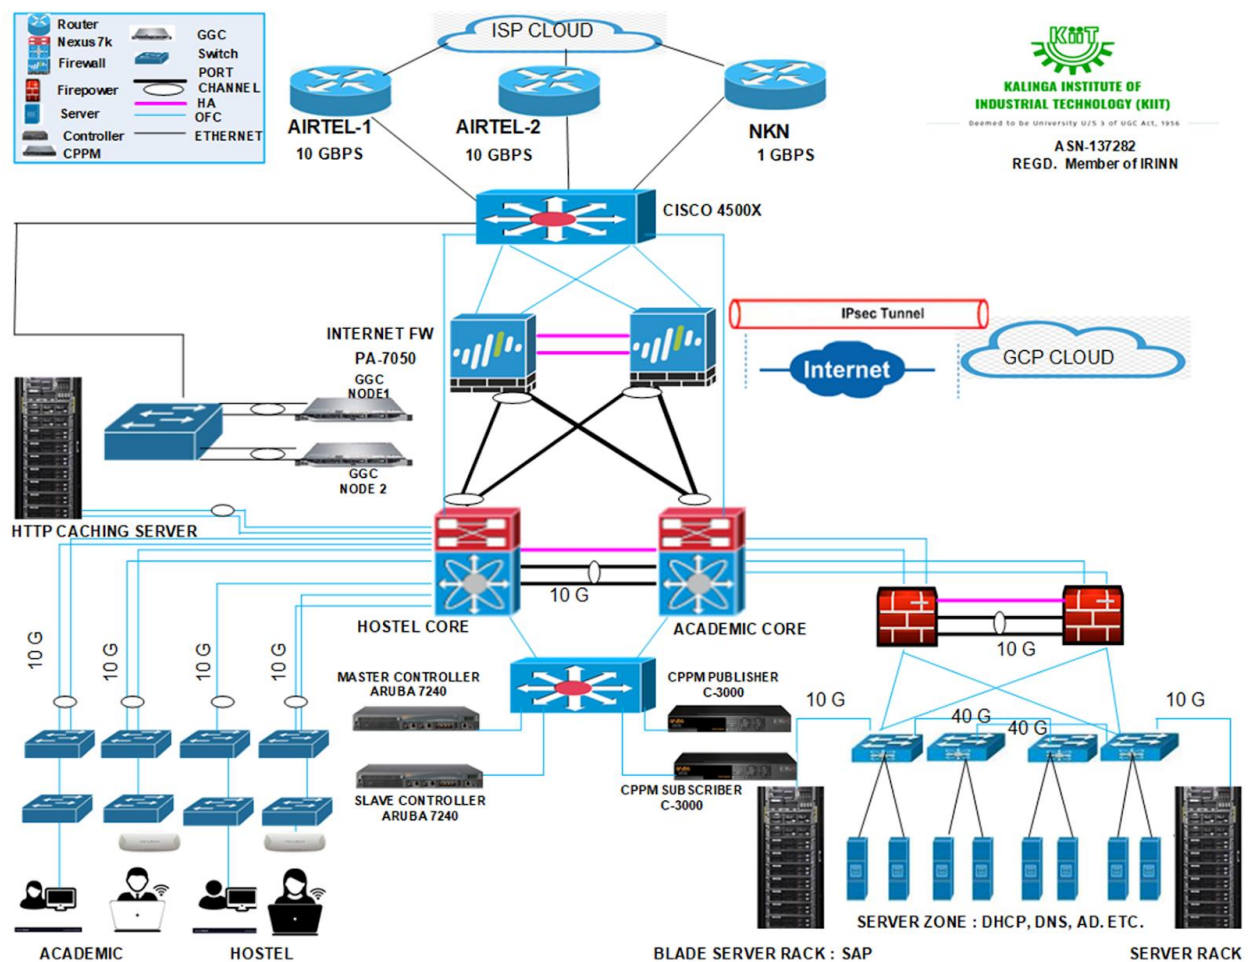 Router
Nexus7k
Firewall
Firepower
Server
Controller
CPPM
GGC
Switch
PORT
CHANNEL
HA
OFC
ETHERNET
ISP CLOUD
AIRTEL-1
10 GBPS
AIRTEL-2
10 GBPS
NKN
1 GBPS
KiiT
KALINGA INSTITUTE OF
INDUSTRIAL TECHNOLOGY (KIIT)
Deemed to be University U/S 3 of UGC Act, 1956
ASN-137282
REGD. Member of IRINN
CISCO 4500X
INTERNET FW
PA-7050
IPsec Tunnel
Internet
GCP CLOUD
GGC
NODE1
GGC
NODE 2
HTTP CACHING SERVER
10 G
HOSTEL CORE
ACADEMIC CORE
10 G
10 G
10 G
10 G
10 G
MASTER CONTROLLER
ARUBA 7240
CPPM PUBLISHER
C-3000
SLAVE CONTROLLER
ARUBA 7240
CPPM SUBSCRIBER
C-3000
10 G
40 G
40 G
10 G
SERVER ZONE : DHCP, DNS, AD. ETC.
ACADEMIC
HOSTEL
BLADE SERVER RACK : SAP
SERVER RACK